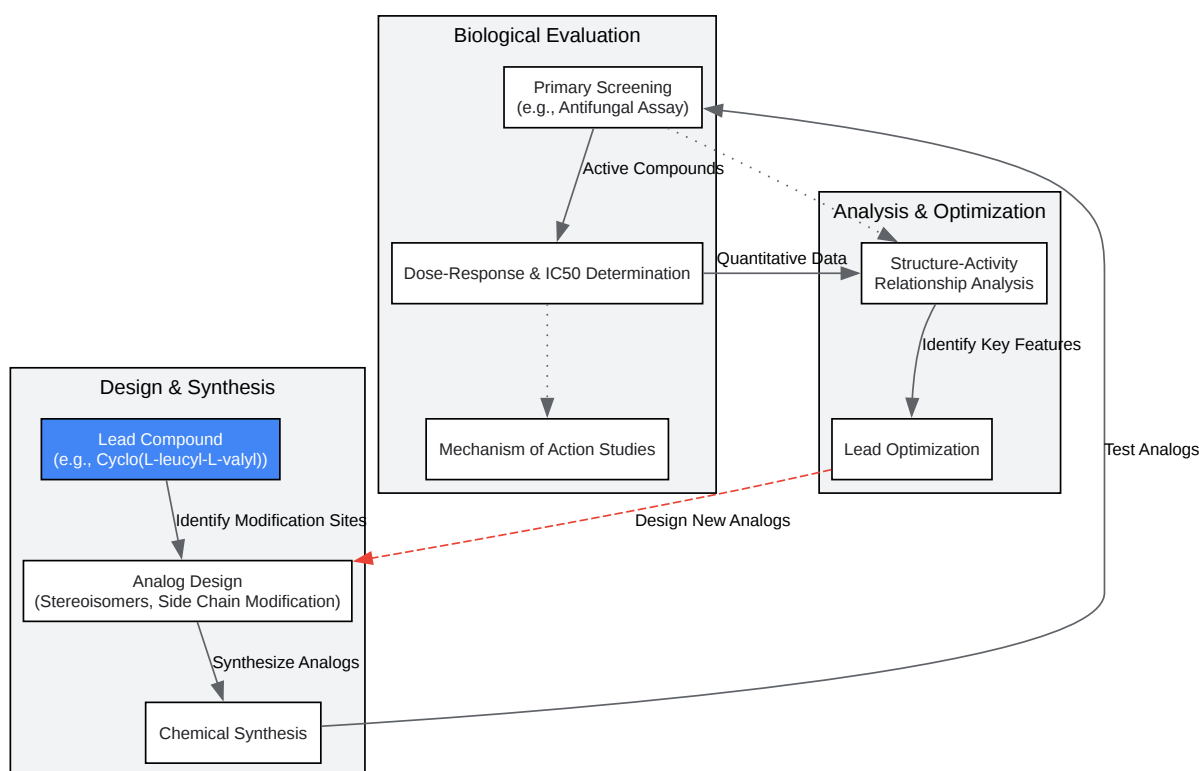 Biological Evaluation
Primary Screening
(e.g., Antifungal Assay)
Active Compounds
Analysis & Optimization
Dose-Response & IC50 Determination
Quantitative Data
Structure-Activity
Relationship Analysis
Identify Key Features
Design & Synthesis
Lead Compound
(e.g., Cyclo(L-leucyl-L-valyl))
Mechanism of Action Studies
Lead Optimization
Test Analogs
Identify Modification Sites
Design New Analogs
Analog Design
(Stereoisomers, Side Chain Modification)
Synthesize Analogs
Chemical Synthesis